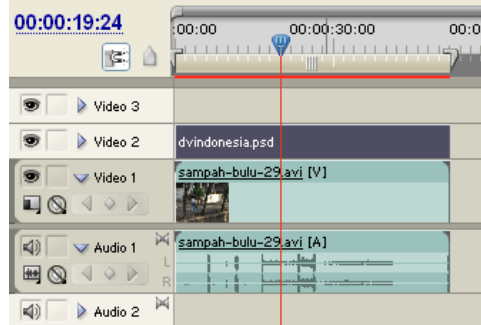 00:00:19:24
:00:00
00:00:30:00
00:0
Video 3
Video 2
dvindonesia.psd
Video 1
sampah-bulu-29.avi [V]
Audio 1
sampah-bulu-29.avi [A]
L
R
Audio 2